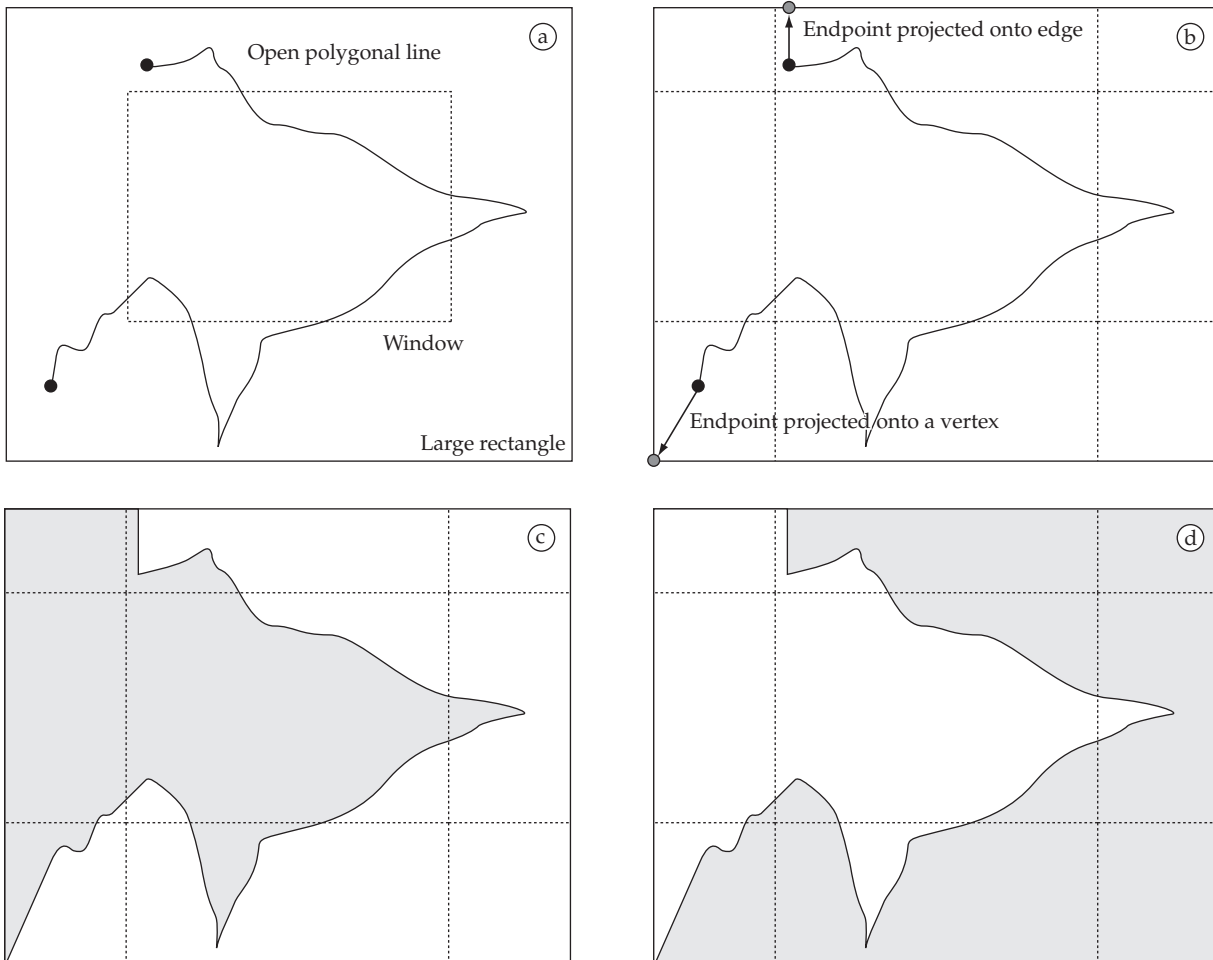 a
Open polygonal line
Window
Large rectangle
b
Endpoint projected onto edge
Endpoint projected onto a vertex
c
d